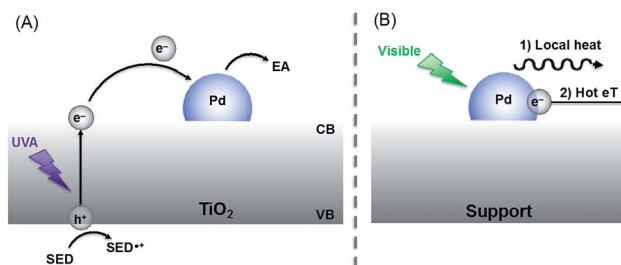 (A)
e⁻
EA
Pd
e⁻
CB
UVA
TiO₂
VB
h⁺
SED
SED•⁺
(B)
Visible
1) Local heat
Pd
e⁻
2) Hot eT
Support